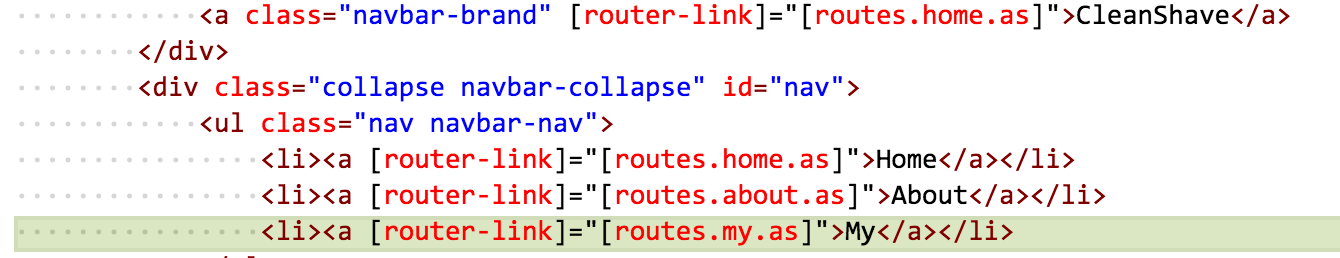 <a class="navbar-brand" [router-link]="[routes.home.as]">CleanShave</a>
</div>
<div class="collapse navbar-collapse" id="nav">
<ul class="nav navbar-nav">
<li><a [router-link]="[routes.home.as]">Home</a></li>
<li><a [router-link]="[routes.about.as]">About</a></li>
<li><a [router-link]="[routes.my.as]">My</a></li>